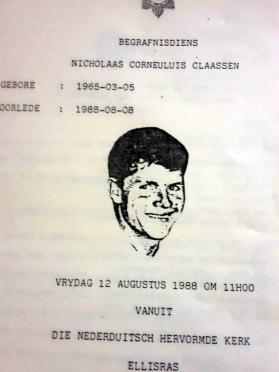 BEGRAFNISDIENS
NICHOLAAS CORNEULUIS CLAASSEN
GEBORE : 1965-03-05
OORLEDE : 1988-08-08
VRYDAG 12 AUGUSTUS 1988 OM 11H00
VANUIT
DIE NEDERDUITSCH HERVORMDE KERK
ELLISRAS